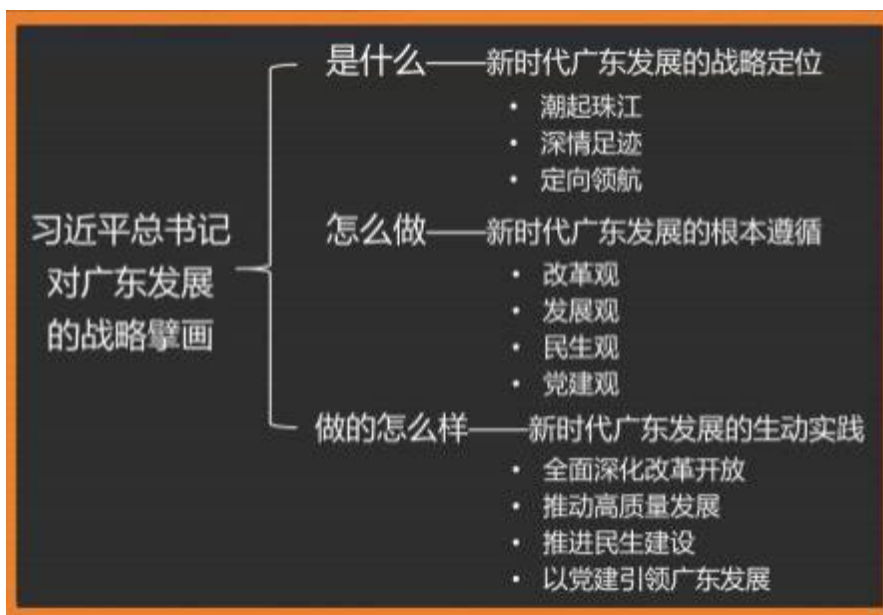 习近平总书记
对广东发展
的战略擘画
是什么——新时代广东发展的战略定位
• 潮起珠江
• 深情足迹
• 定向领航
怎么做——新时代广东发展的根本遵循
• 改革观
• 发展观
• 民生观
• 党建观
做的怎么样——新时代广东发展的生动实践
• 全面深化改革开放
• 推动高质量发展
• 推进民生建设
• 以党建引领广东发展